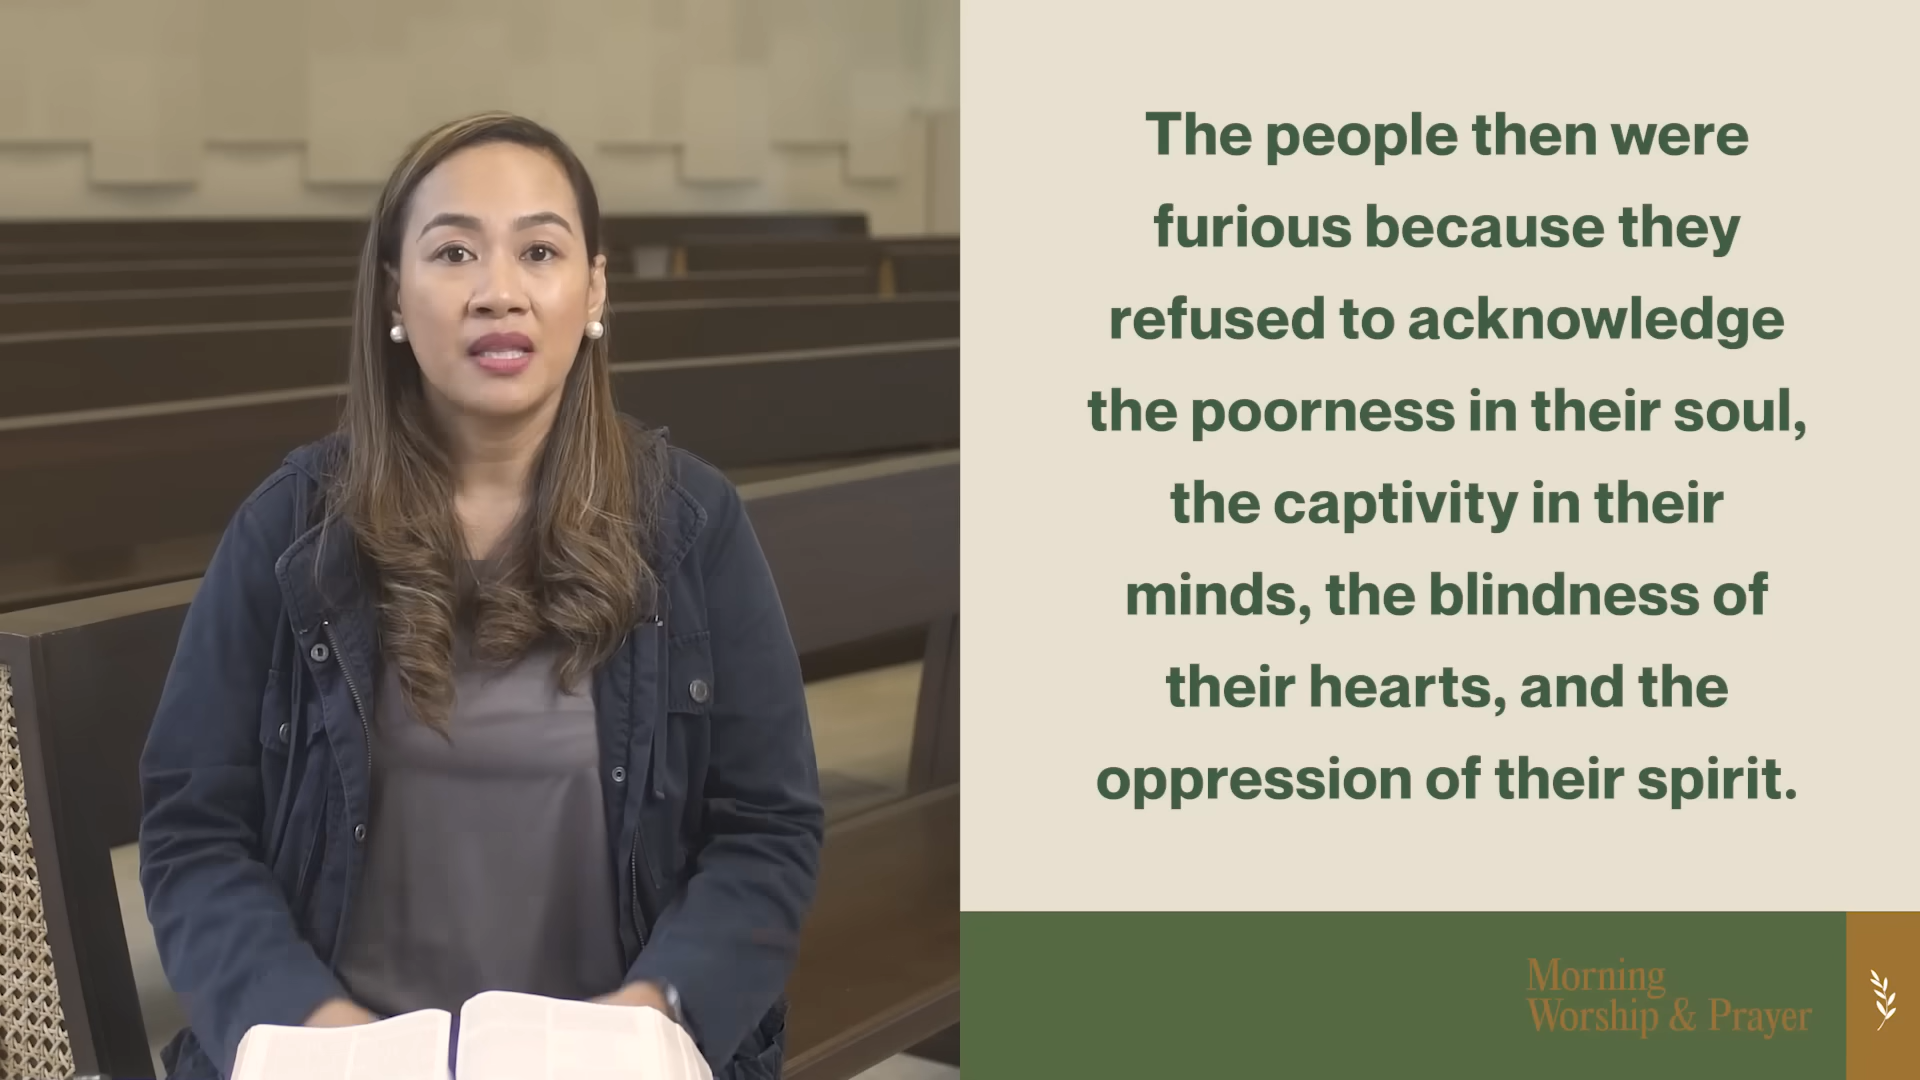 The people then were
furious because they
refused to acknowledge
the poorness in their soul,
the captivity in their
minds, the blindness of
their hearts, and the
oppression of their spirit.
Morning
Worship & Prayer